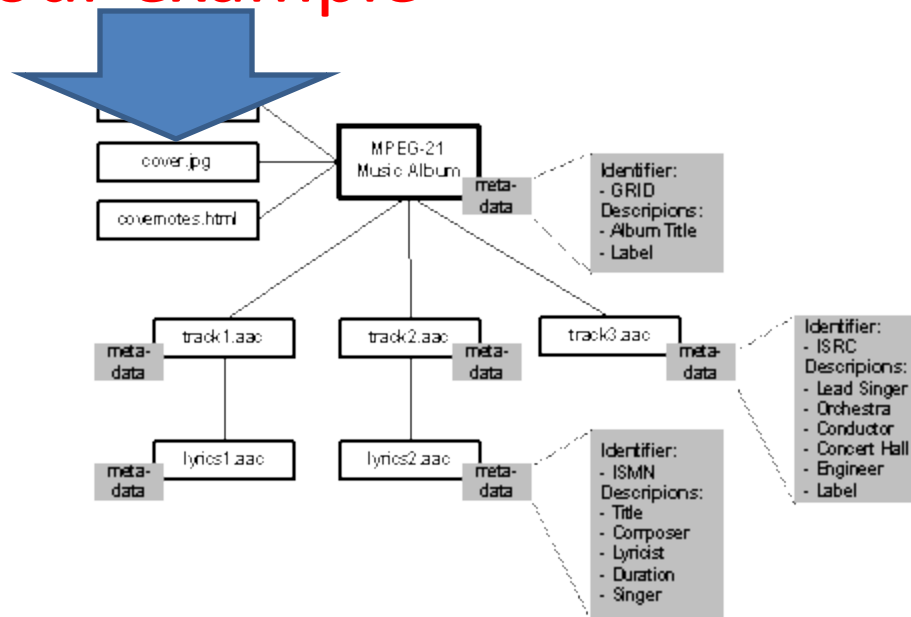 our example
cover.jpg
covernotes.html
MPEG-21
Music Album
meta-
data
Identifier:
- GRID
Descripions:
- Album Title
- Label
track1.aac
meta-
data
track2.aac
meta-
data
track3.aac
meta-
data
Identifier:
- ISRC
Descripions:
- Lead Singer
- Orchestra
- Conductor
- Concert Hall
- Engineer
- Label
lyrics1.aac
meta-
data
lyrics2.aac
meta-
data
Identifier:
- ISMN
Descripions:
- Title
- Composer
- Lyricist
- Duration
- Singer